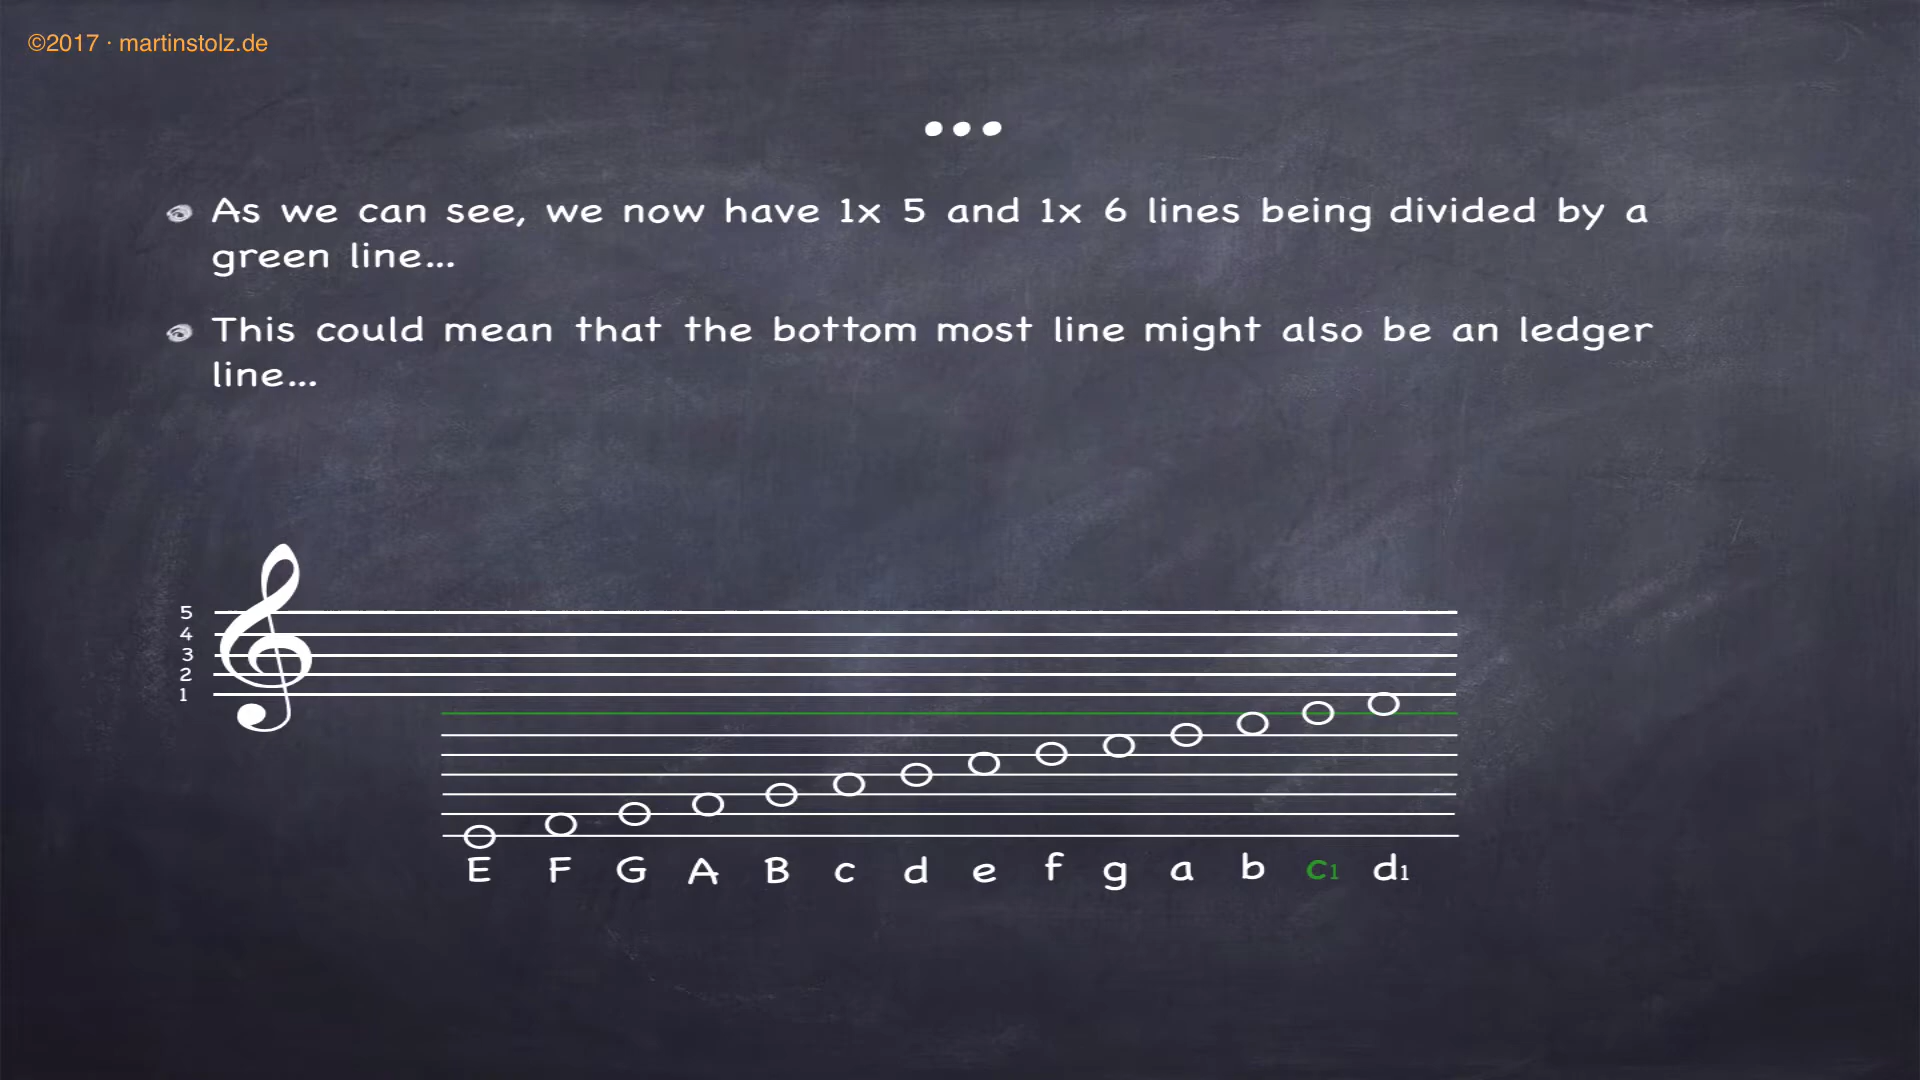 ©2017 · martinstolz.de
...
As we can see, we now have 1x 5 and 1x 6 lines being divided by a
green line...
This could mean that the bottom most line might also be an ledger
line...
5
4
3
2
1
E F G A B c d e f g a b c1 d1